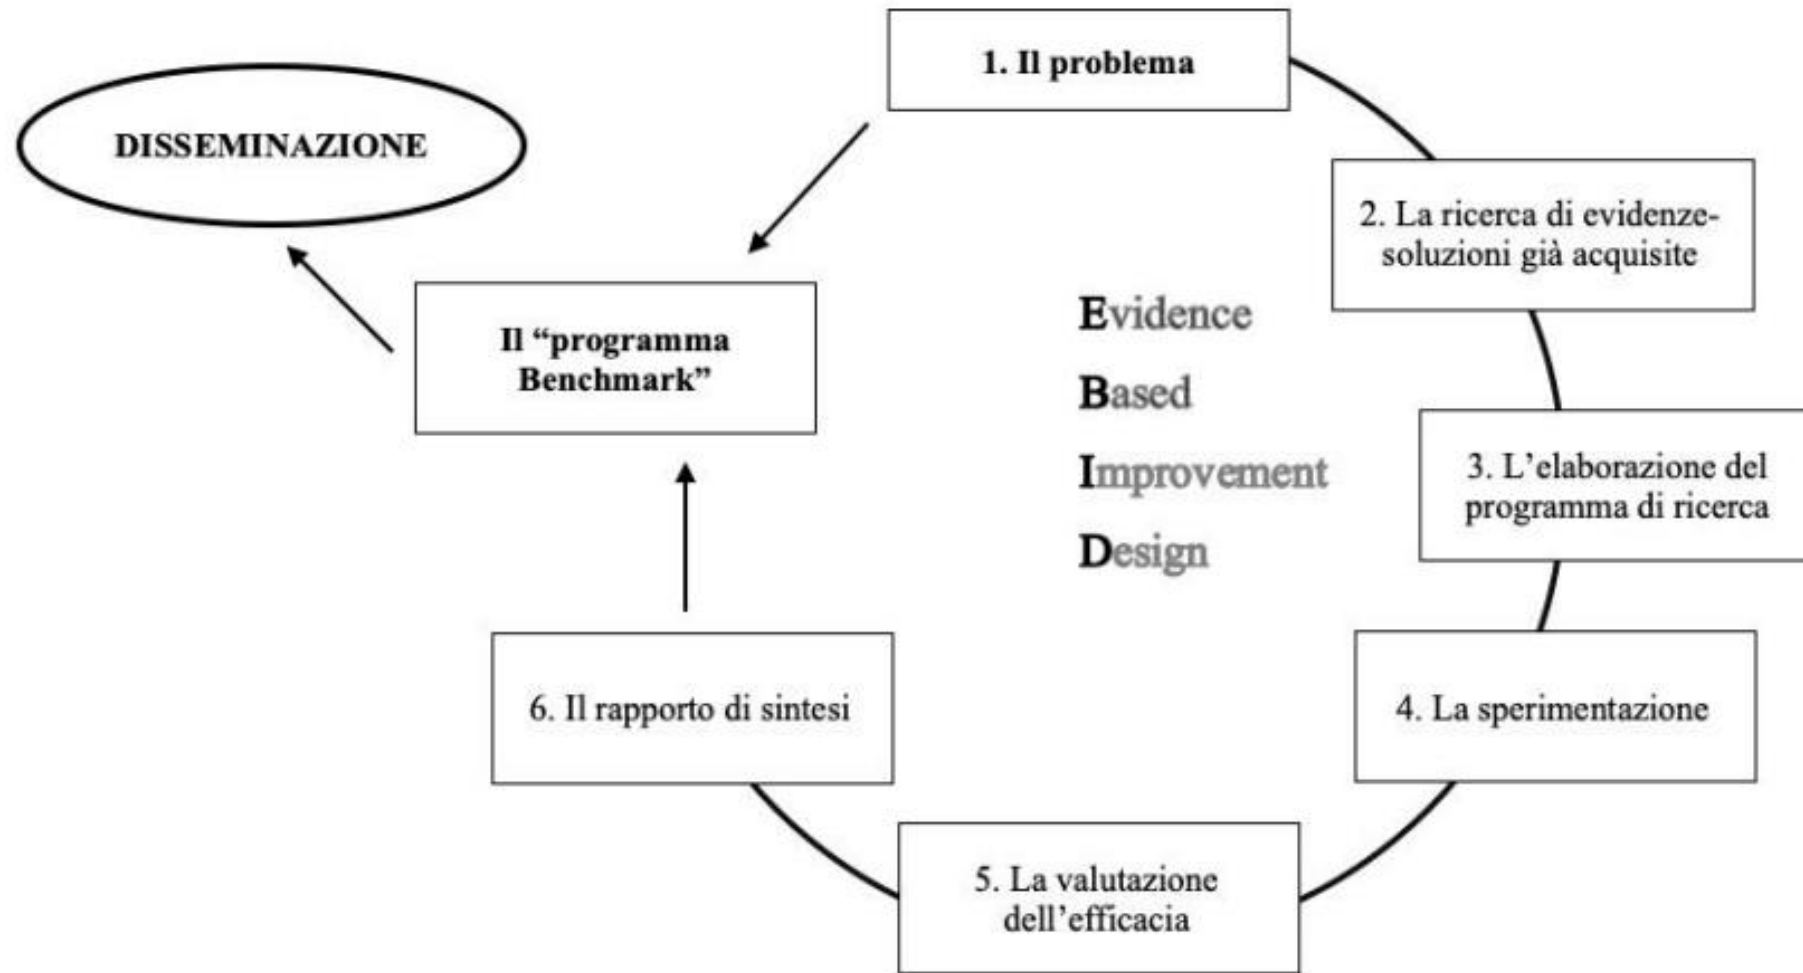 1. Il problema
DISSEMINAZIONE
2. La ricerca di evidenze-
soluzioni già acquisite
Il “programma
Benchmark”
Evidence
Based
Improvement
Design
3. L’elaborazione del
programma di ricerca
4. La sperimentazione
6. Il rapporto di sintesi
5. La valutazione
dell’efficacia